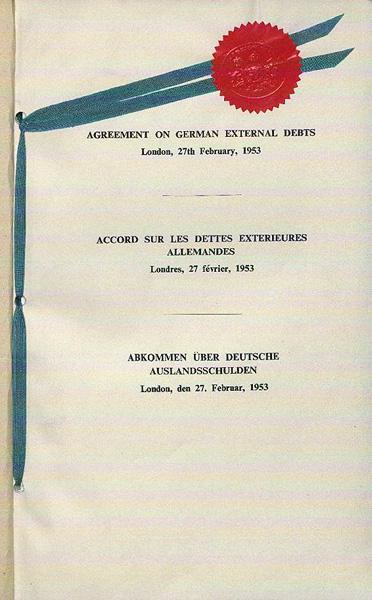 AGREEMENT ON GERMAN EXTERNAL DEBTS
London, 27th February, 1953
ACCORD SUR LES DETTES EXTERIEURES
ALLEMANDES
Londres, 27 février, 1953
ABKOMMEN ÜBER DEUTSCHE
AUSLANDSSCHULDEN
London, den 27. Februar, 1953